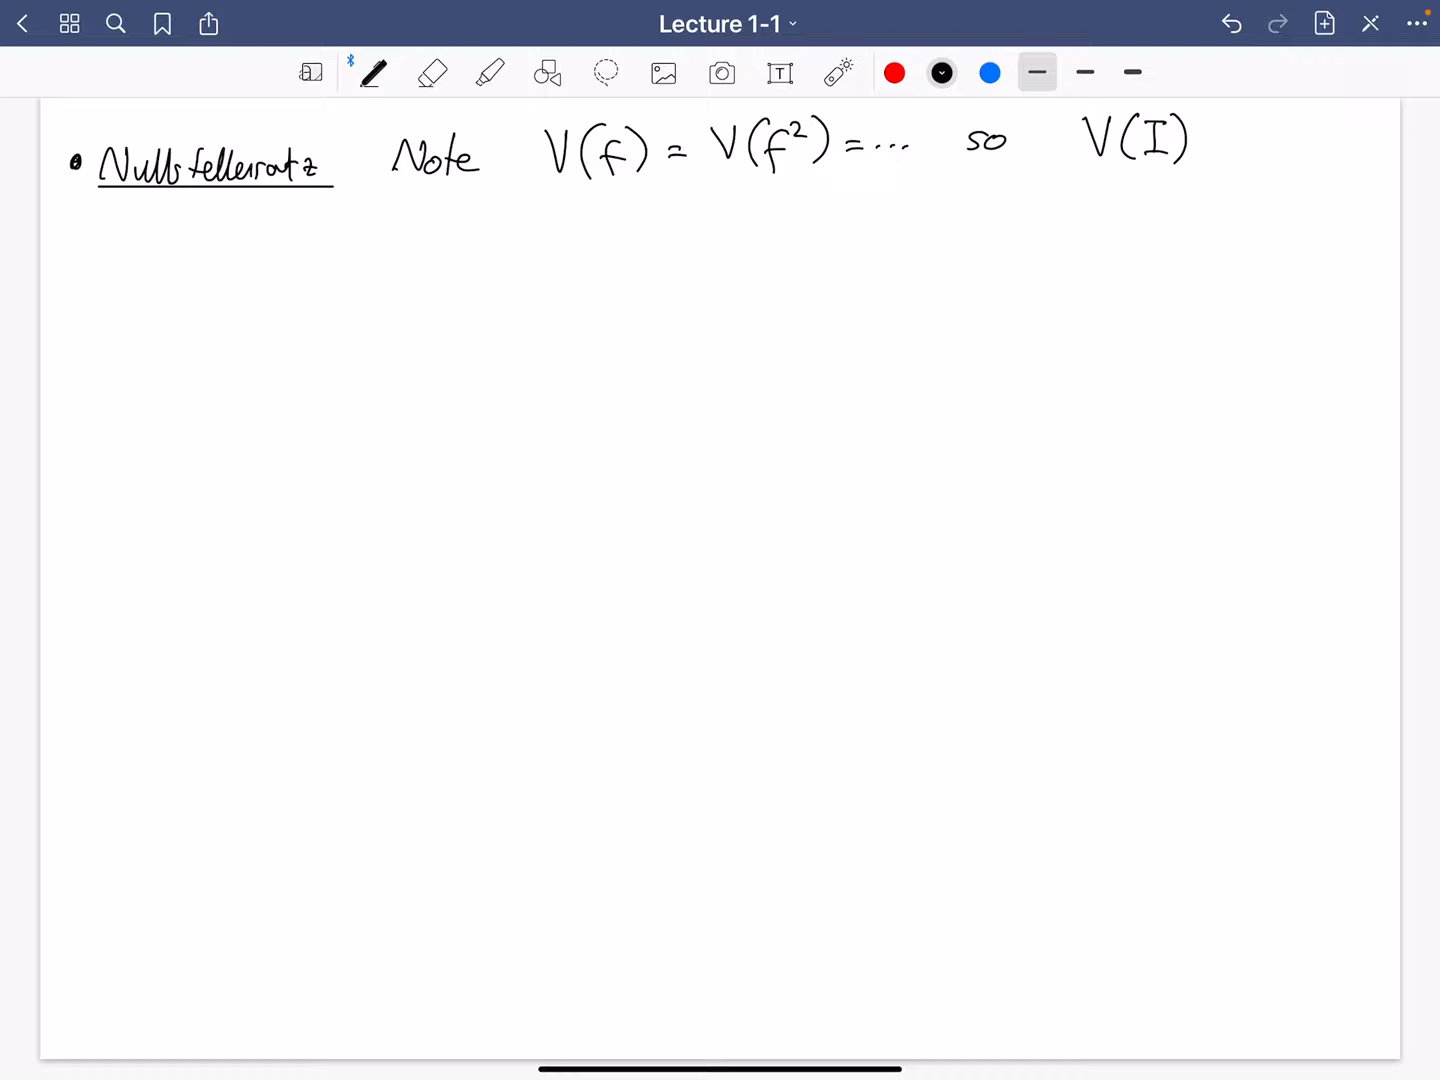 Lecture 1-1
• Nullstellensatz Note V(f) = V(f²) = ... so V(I)